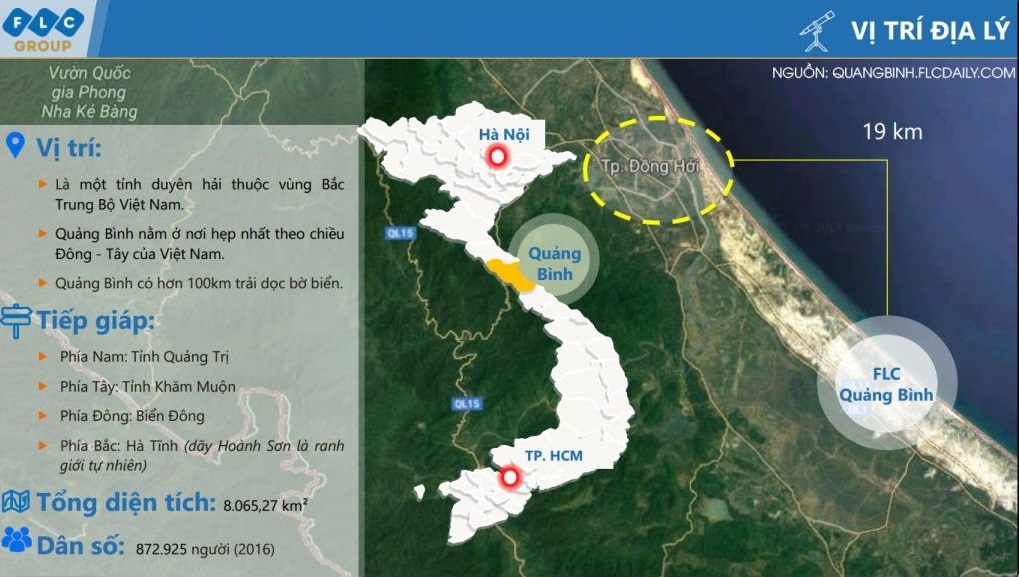 FLC
GROUP
VỊ TRÍ ĐỊA LÝ
NGUỒN: QUANGBINH.FLCDAILY.COM
Vườn Quốc
gia Phong
Nha Kẻ Bàng
Vị trí:
Là một tỉnh duyên hải thuộc vùng Bắc
Trung Bộ Việt Nam.
Quảng Bình nằm ở nơi hẹp nhất theo chiều
Đông - Tây của Việt Nam.
Quảng Bình có hơn 100km trải dọc bờ biển.
Tiếp giáp:
Phía Nam: Tỉnh Quảng Trị
Phía Tây: Tỉnh Khăm Muộn
Phía Đông: Biển Đông
Phía Bắc: Hà Tĩnh (dãy Hoành Sơn là ranh
giới tự nhiên)
Tổng diện tích: 8.065,27 km²
Dân số: 872.925 người (2016)
Hà Nội
QL15
Quảng
Bình
QL15
TP. HCM
Tp. Đồng Hới
19 km
FLC
Quảng Bình